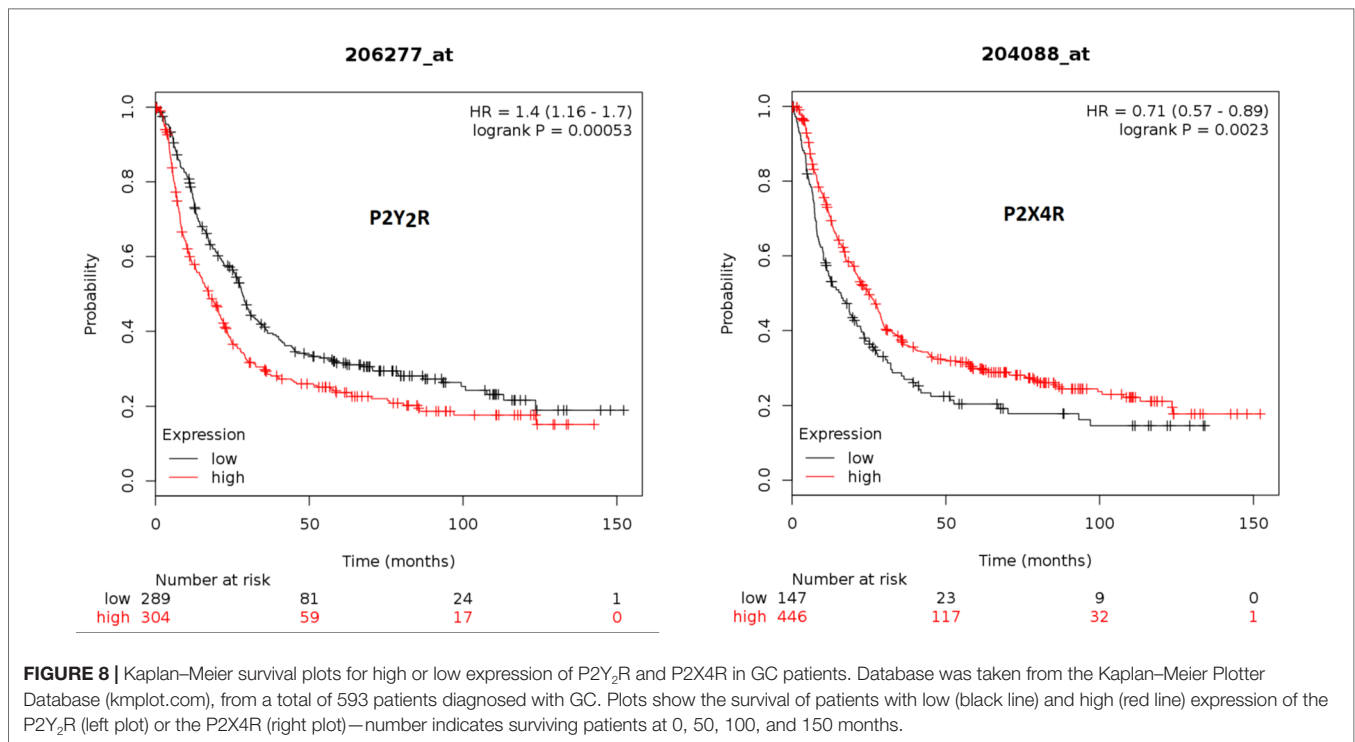 206277_at
HR = 1.4 (1.16 - 1.7)
logrank P = 0.00053
P2Y2R
Probability
1.0
0.8
0.6
0.4
0.2
0.0
Expression
low
high
0 50 100 150
Time (months)
Number at risk
low 289 81 24 1
high 304 59 17 0
204088_at
HR = 0.71 (0.57 - 0.89)
logrank P = 0.0023
P2X4R
Probability
1.0
0.8
0.6
0.4
0.2
0.0
Expression
low
high
0 50 100 150
Time (months)
Number at risk
low 147 23 9 0
high 446 117 32 1
FIGURE 8 | Kaplan–Meier survival plots for high or low expression of P2Y2R and P2X4R in GC patients. Database was taken from the Kaplan–Meier Plotter
Database (kmplot.com), from a total of 593 patients diagnosed with GC. Plots show the survival of patients with low (black line) and high (red line) expression of the
P2Y2R (left plot) or the P2X4R (right plot)—number indicates surviving patients at 0, 50, 100, and 150 months.